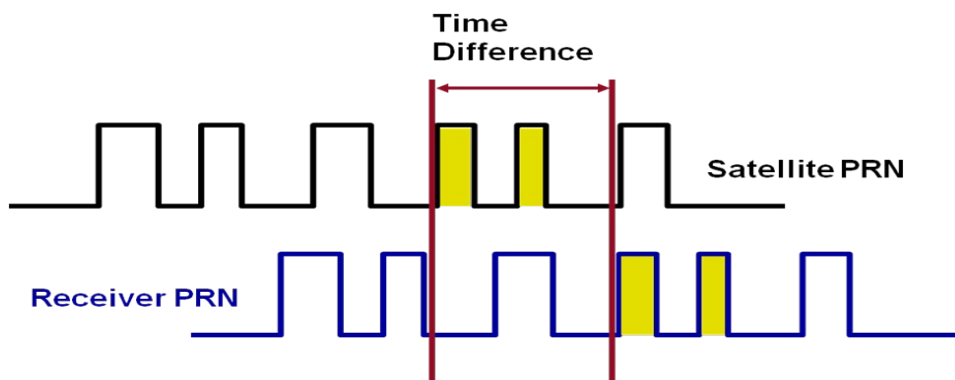 Time
Difference
Satellite PRN
Receiver PRN